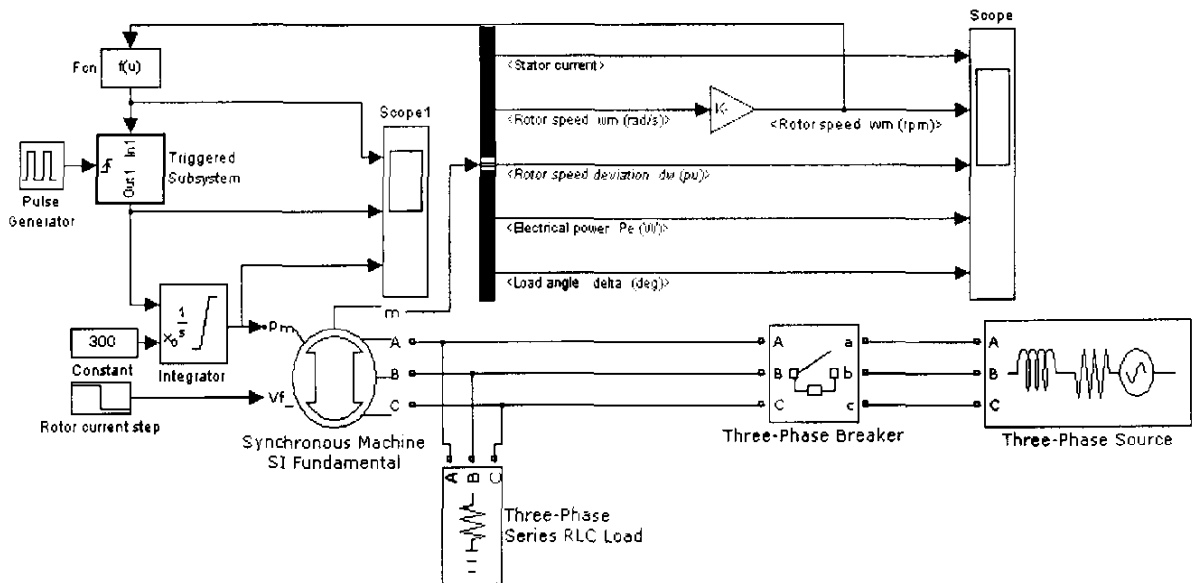 Scope
Fcn
f(u)
<Stator current>
Scope1
K-
<Rotor speed wm (rad/s)>
<Rotor speed wm (rpm)>
In1
Out1
Triggered
Subsystem
<Rotor speed deviation dw (pu)>
Pulse
Generator
<Electrical power Pe (W)>
<Load angle delta (deg)>
m
1
s
xo
Pm
300
Constant
Integrator
A
B
C
A
B
C
a
b
c
A
B
C
Vf_
Rotor current step
Synchronous Machine
SI Fundamental
Three-Phase Breaker
Three-Phase Source
A
B
C
Three-Phase
Series RLC Load